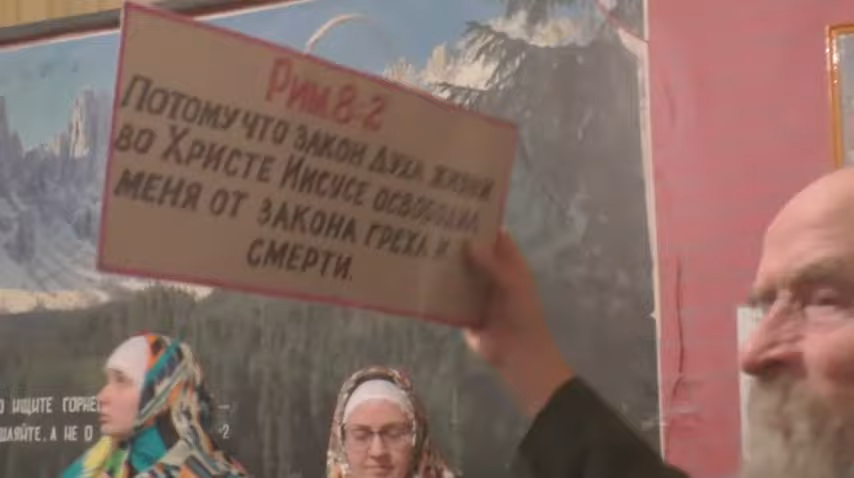 Рим.8:2
Потому что закон духа жизни
во Христе Иисусе освободил
меня от закона греха и
смерти.
ищите горне
, а не о
2